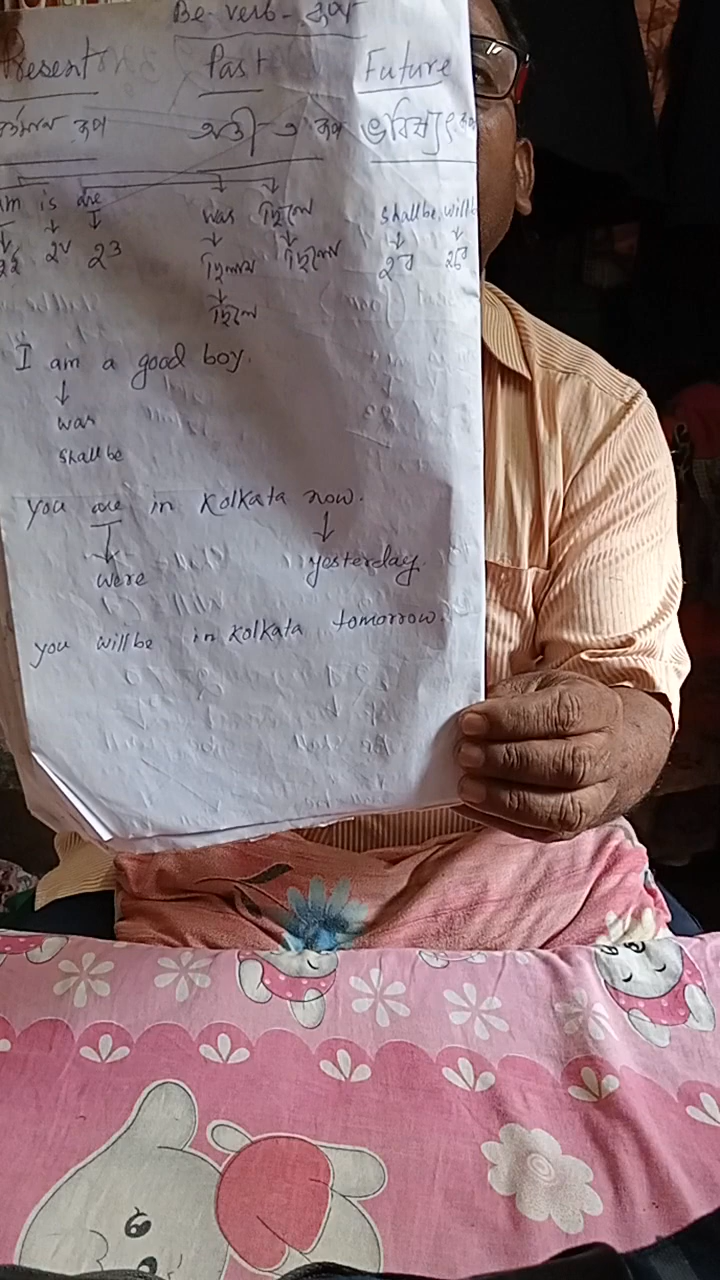 Be-verb-রূপ
Present Past Future
বর্তমান রূপ অতীত রূপ ভবিষ্যৎ রূপ
am is are was ছিলে shall be, will be
হই হও ছিলাম ছিলেন হব হবে
ছিলে
I am a good boy.
was
shall be
you are in Kolkata now.
were yesterday.
you will be in Kolkata tomorrow.